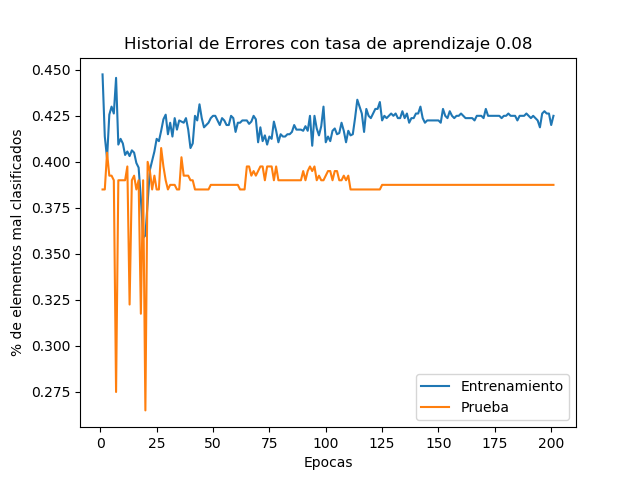 Historial de Errores con tasa de aprendizaje 0.08
% de elementos mal clasificados
0.450
0.425
0.400
0.375
0.350
0.325
0.300
0.275
Entrenamiento
Prueba
0 25 50 75 100 125 150 175 200
Epocas